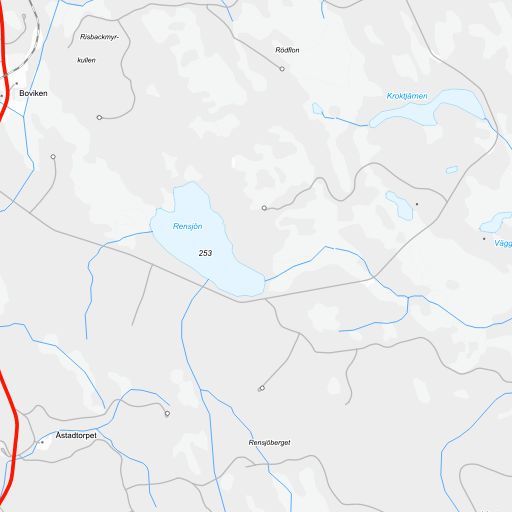 Risbackmyr-
kullen
Rödflon
Boviken
Kroktjärnen
Rensjön
253
Vägg
Åstadtorpet
Rensjöberget